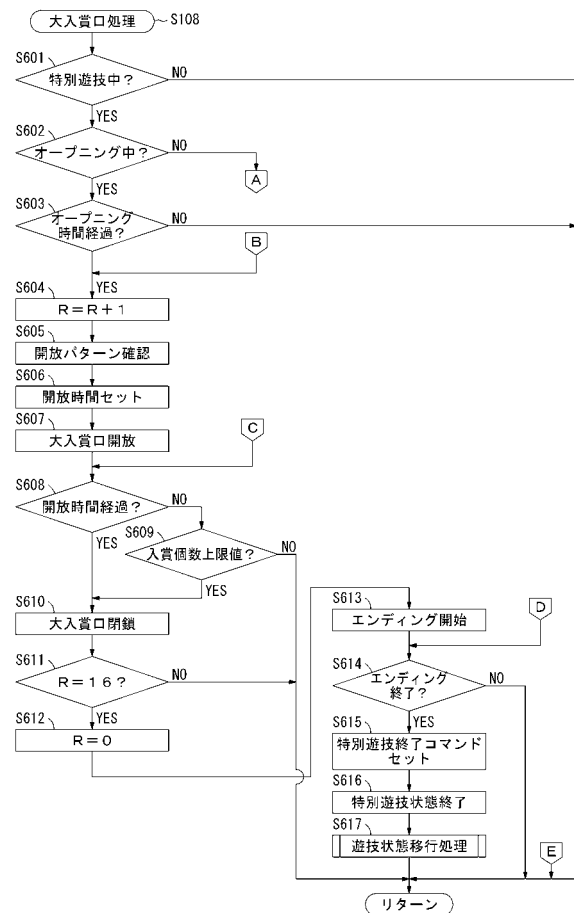 大入賞口処理
S108
S601
特別遊技中？
NO
YES
S602
オープニング中？
NO
A
YES
S603
オープニング
時間経過？
NO
B
YES
S604
R＝R＋1
S605
開放パターン確認
S606
開放時間セット
S607
大入賞口開放
C
S608
開放時間経過？
NO
YES
S609
入賞個数上限値？
NO
YES
S610
大入賞口閉鎖
S611
R＝16？
NO
YES
S612
R＝0
S613
エンディング開始
D
S614
エンディング
終了？
NO
YES
S615
特別遊技終了コマンド
セット
S616
特別遊技状態終了
S617
遊技状態移行処理
E
リターン